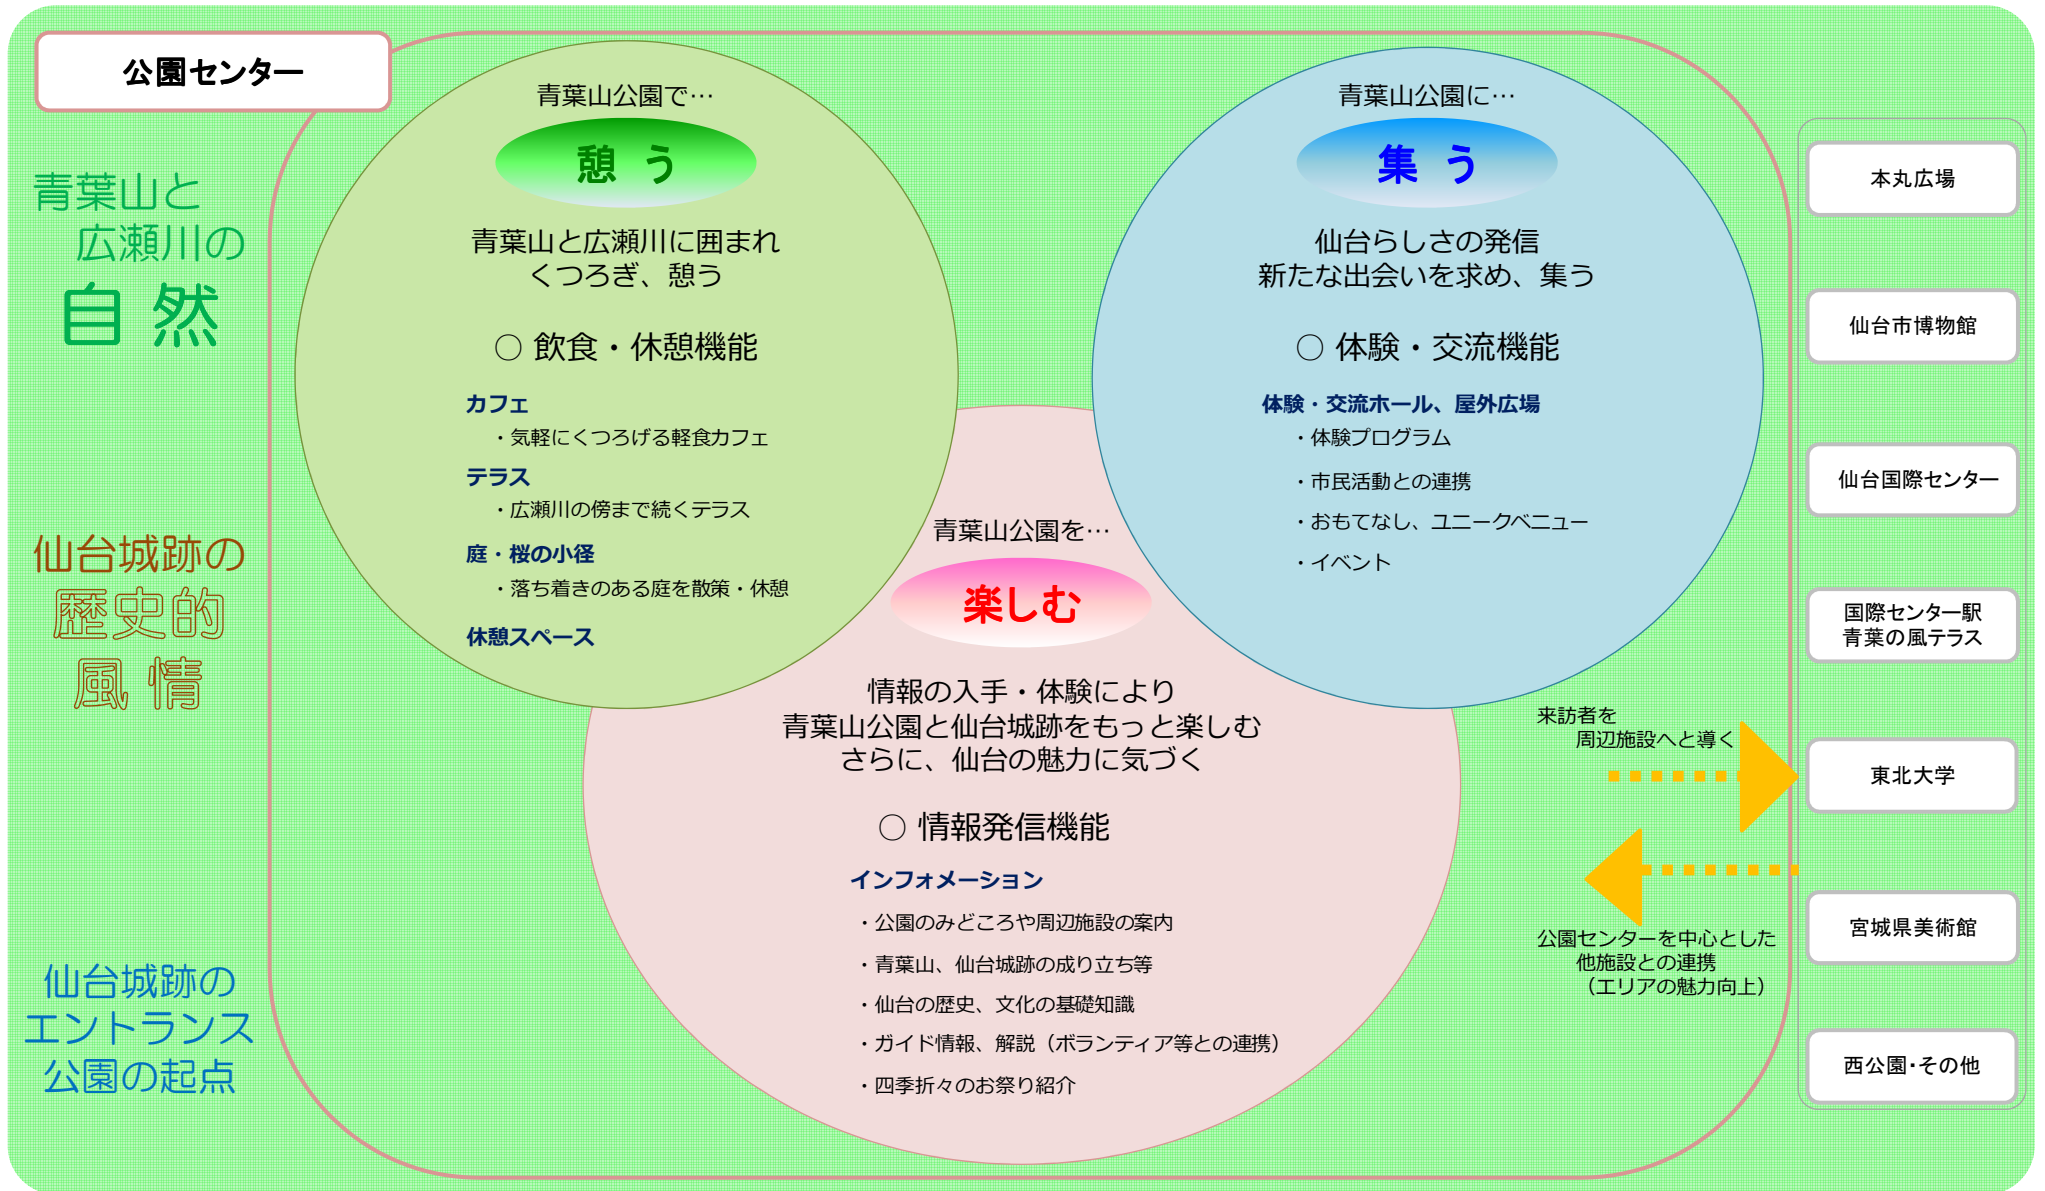 公園センター
青葉山と
広瀬川の
自 然
仙台城跡の
歴史的
風 情
仙台城跡の
エントランス
公園の起点
青葉山公園で…
憩 う
青葉山と広瀬川に囲まれ
くつろぎ、憩う
○ 飲食・休憩機能
カフェ
・気軽にくつろげる軽食カフェ
テラス
・広瀬川の傍まで続くテラス
庭・桜の小径
・落ち着きのある庭を散策・休憩
休憩スペース
青葉山公園に…
集 う
仙台らしさの発信
新たな出会いを求め、集う
○ 体験・交流機能
体験・交流ホール、屋外広場
・体験プログラム
・市民活動との連携
・おもてなし、ユニークベニュー
・イベント
青葉山公園を…
楽しむ
情報の入手・体験により
青葉山公園と仙台城跡をもっと楽しむ
さらに、仙台の魅力に気づく
○ 情報発信機能
インフォメーション
・公園のみどころや周辺施設の案内
・青葉山、仙台城跡の成り立ち等
・仙台の歴史、文化の基礎知識
・ガイド情報、解説（ボランティア等との連携）
・四季折々のお祭り紹介
来訪者を
周辺施設へと導く
公園センターを中心とした
他施設との連携
（エリアの魅力向上）
本丸広場
仙台市博物館
仙台国際センター
国際センター駅
青葉の風テラス
東北大学
宮城県美術館
西公園・その他